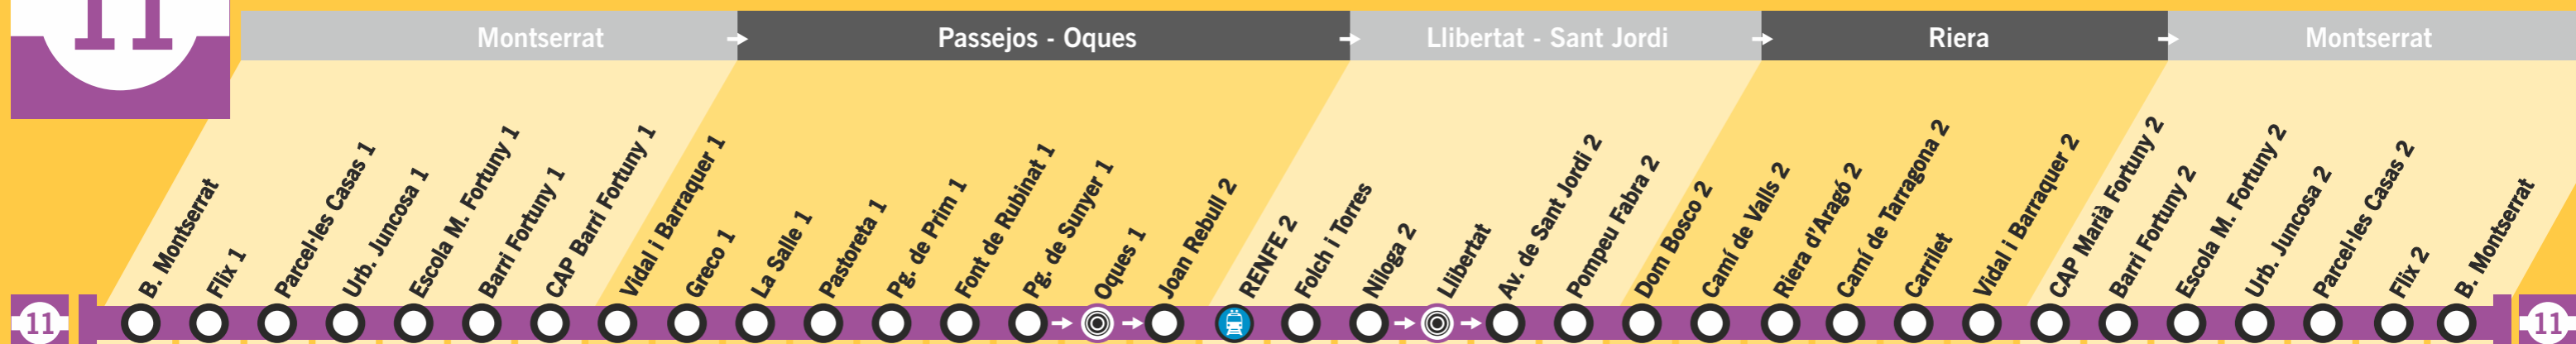 11
Montserrat
Passejos - Oques
Llibertat - Sant Jordi
Riera
Montserrat
B. Montserrat
Flix 1
Parcel·les Casas 1
Urb. Juncosa 1
Escola M. Fortuny 1
Barri Fortuny 1
CAP Barri Fortuny 1
Vidal i Barraquer 1
Greco 1
La Salle 1
Pastoreta 1
Pg. de Prim 1
Font de Rubinat 1
Pg. de Sunyer 1
Oques 1
Joan Rebull 2
RENFE 2
Folch i Torres
Niloga 2
Llibertat
Av. de Sant Jordi 2
Pompeu Fabra 2
Dom Bosco 2
Camí de Valls 2
Riera d'Aragó 2
Camí de Tarragona 2
Carrilet
Vidal i Barraquer 2
CAP Marià Fortuny 2
Barri Fortuny 2
Escola M. Fortuny 2
Urb. Juncosa 2
Parcel·les Casas 2
Flix 2
B. Montserrat
11
11